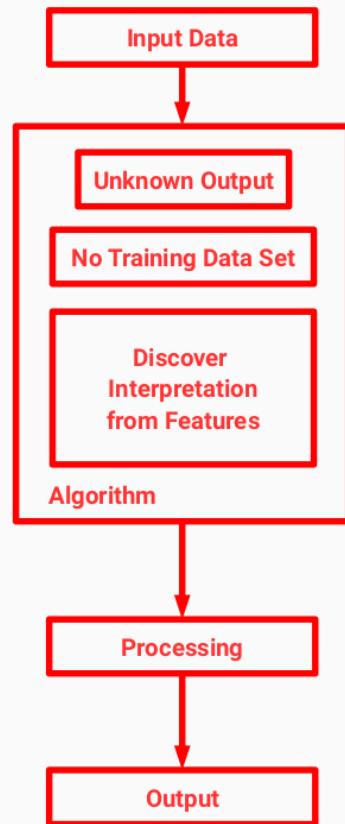 Input Data
Unknown Output
No Training Data Set
Discover
Interpretation
from Features
Algorithm
Processing
Output